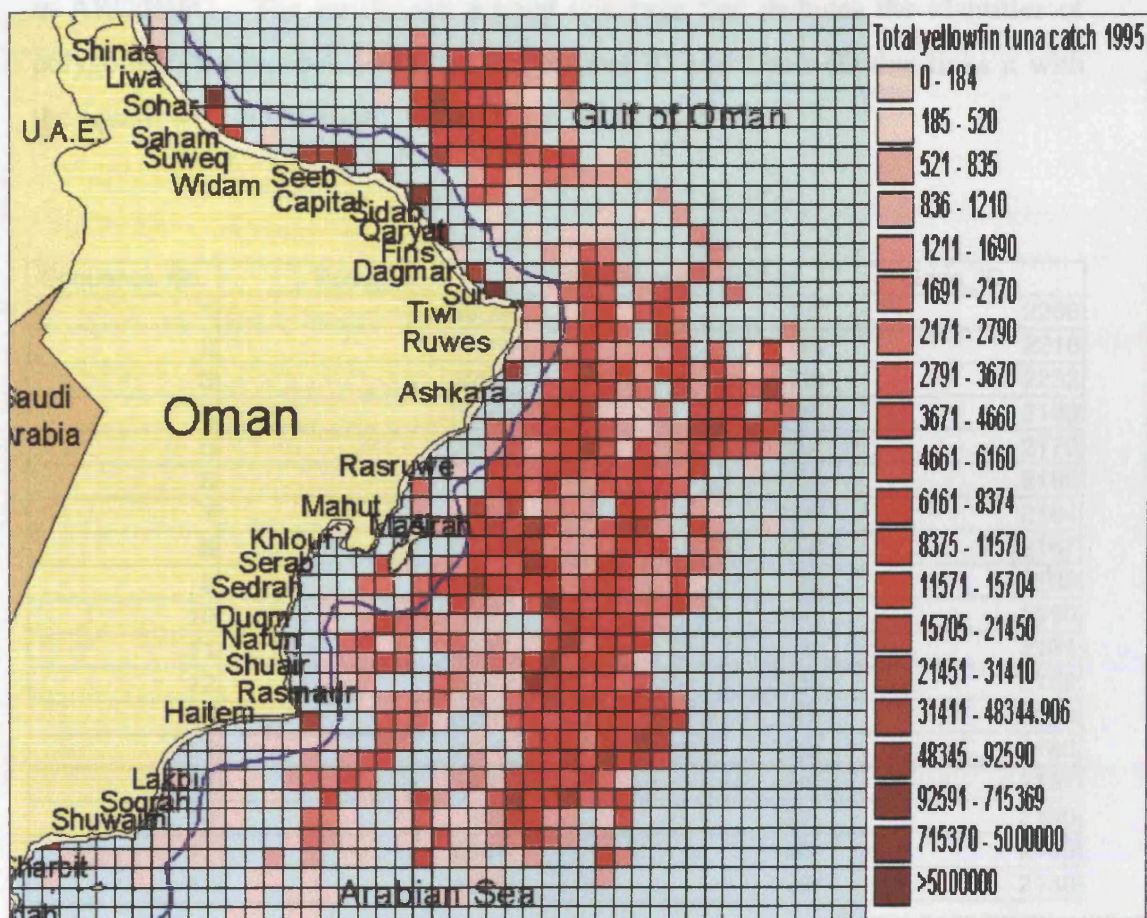 Total yellowfin tuna catch 1995
0 - 184
185 - 520
521 - 835
836 - 1210
1211 - 1690
1691 - 2170
2171 - 2790
2791 - 3670
3671 - 4660
4661 - 6160
6161 - 8374
8375 - 11570
11571 - 15704
15705 - 21450
21451 - 31410
31411 - 48344.906
48345 - 92590
92591 - 715369
715370 - 5000000
>5000000
Shinas
Liwa
Sohar
Gulf of Oman
U.A.E.
Saham
Suweq
Widam
Seeb
Capital
Sidab
Qaryat
Fins
Dagmar
Sur
Tiwi
Ruwes
Saudi
Arabia
Ashkara
Oman
Rasruwe
Mahut
Masirah
Khlouf
Serab
Sedrah
Duqm
Nafun
Shuair
Rasmadr
Haitem
Lakbi
Soqrah
Shuwaim
Charbit
Arabian Sea